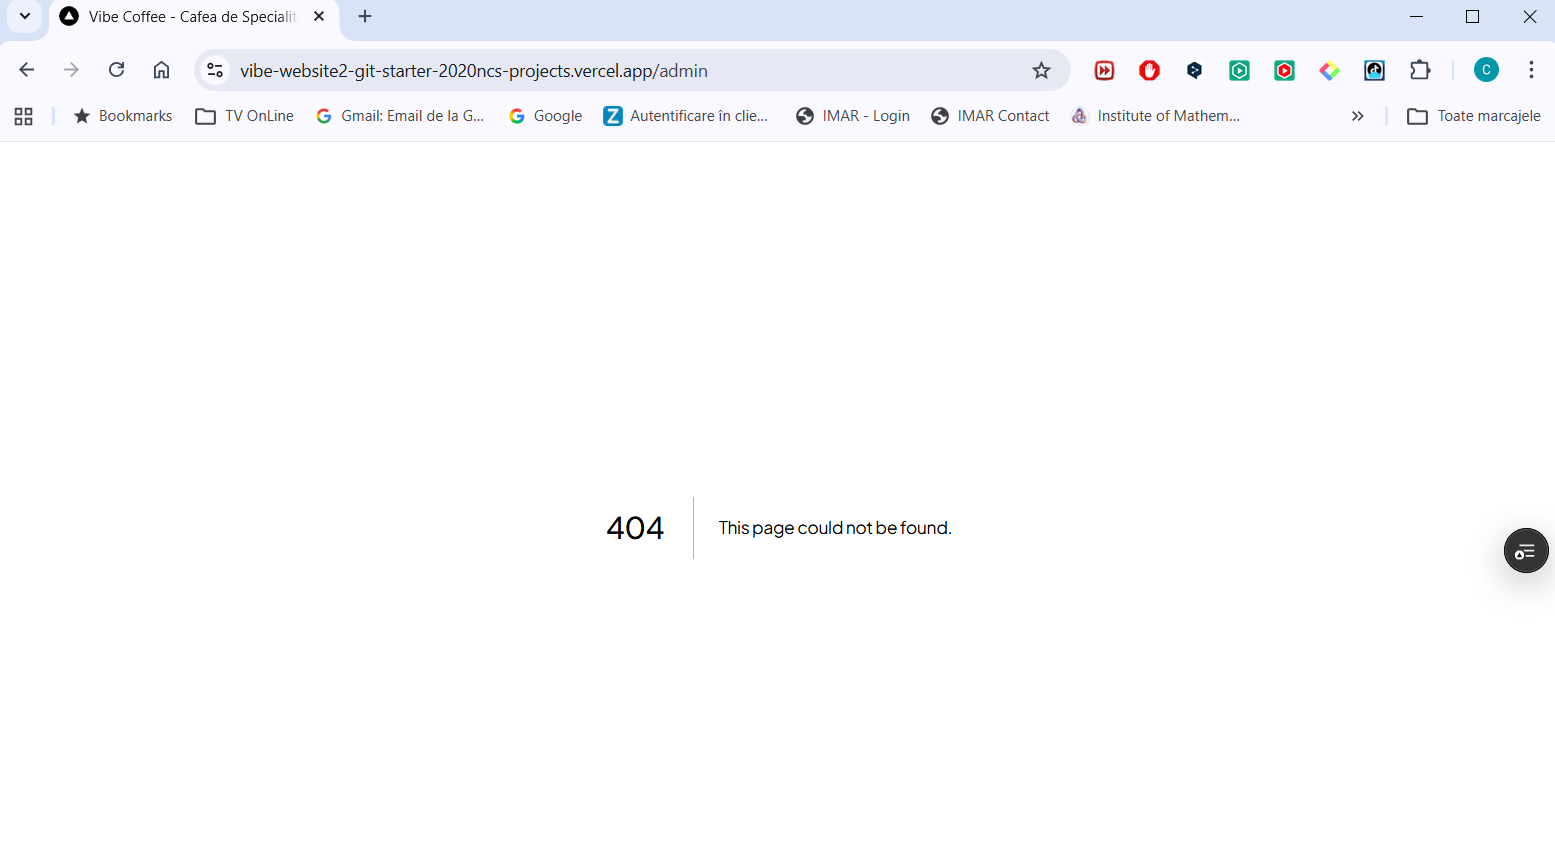 Vibe Coffee - Cafea de Specialit
vibe-website2-git-starter-2020ncs-projects.vercel.app/admin
C
Bookmarks TV OnLine Gmail: Email de la G... Google Autentificare în clie... IMAR - Login IMAR Contact Institute of Mathem... » Toate marcajele
404 This page could not be found.